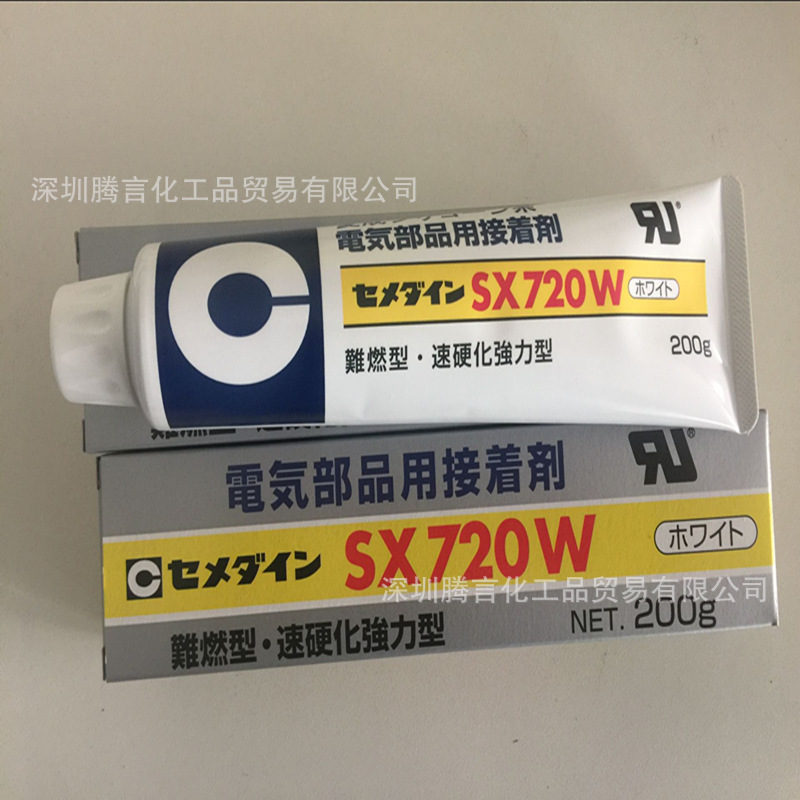 深圳腾言化工品贸易有限公司
電気部品用接着剤
セメダイン SX720W ホワイト
難燃型・速硬化強力型
200g
電気部品用接着剤
セメダイン SX720W ホワイト
深圳腾言化工品贸易有限公司
難燃型・速硬化強力型
NET. 200g